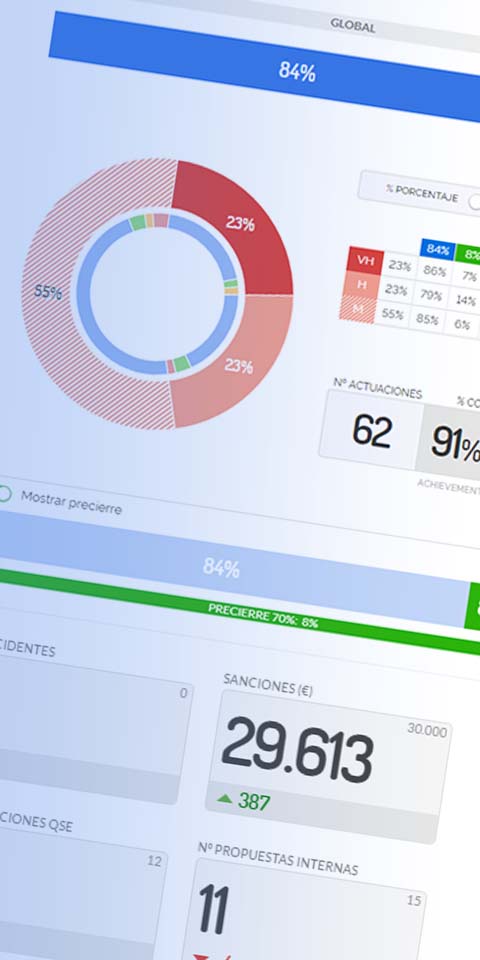 GLOBAL
84%
% PORCENTAJE
23%
55%
23%
84% 8%
VH 23% 86% 7%
H 23% 79% 14%
M 55% 85% 6%
Nº ACTUACIONES
62
91%
ACHIEVEMENT
Mostrar precierre
84%
PRECIERRE 70%: 8%
CIDENTES
0
SANCIONES (€)
30.000
29.613
387
CIONES QSE
12
Nº PROPUESTAS INTERNAS
15
11